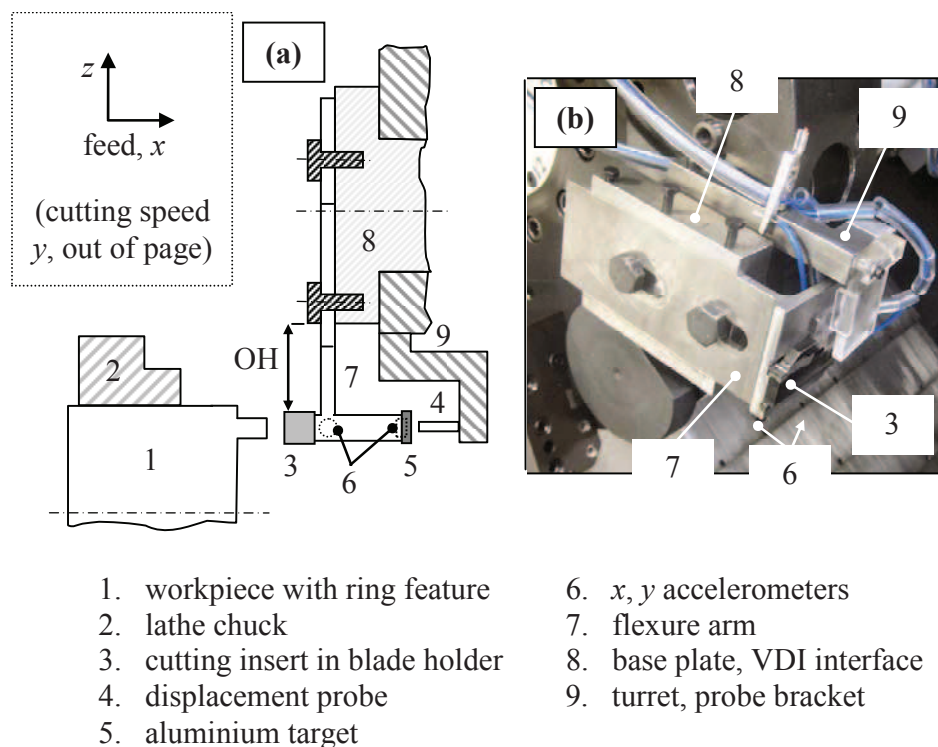 (a)
z
feed, x
(cutting speed
y, out of page)
8
9
OH
7
4
2
1
3
6
5
(b)
8
9
7
6
3
1. workpiece with ring feature
2. lathe chuck
3. cutting insert in blade holder
4. displacement probe
5. aluminium target
6. x, y accelerometers
7. flexure arm
8. base plate, VDI interface
9. turret, probe bracket